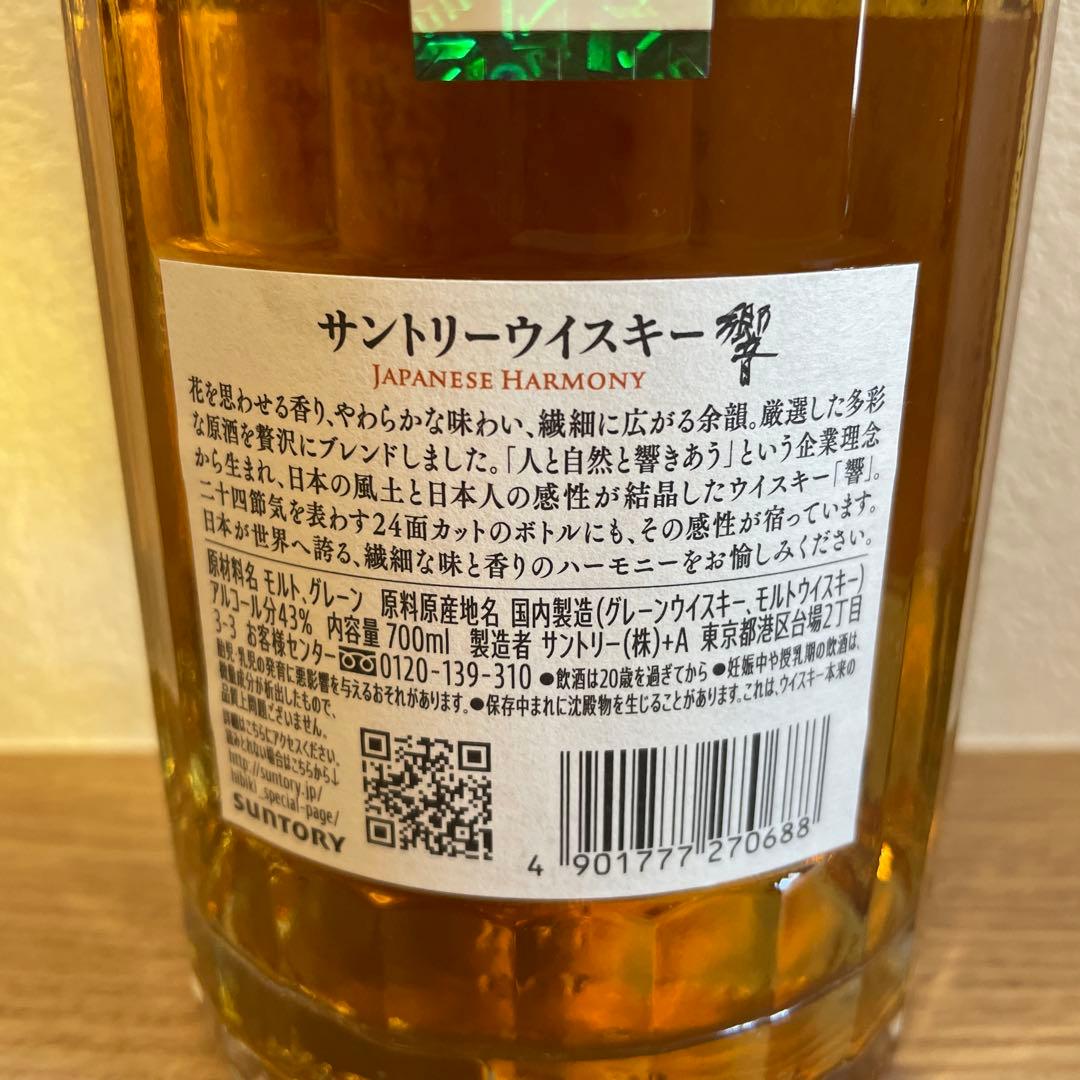 サントリーウイスキー 響
JAPANESE HARMONY
花を思わせる香り、やわらかな味わい、繊細に広がる余韻。厳選した多彩
な原酒を贅沢にブレンドしました。「人と自然と響きあう」という企業理念
から生まれ、日本の風土と日本人の感性が結晶したウイスキー「響」。
二十四節気を表わす24面カットのボトルにも、その感性が宿っています。
日本が世界へ誇る、繊細な味と香りのハーモニーをお愉しみください。
原材料名 モルト、グレーン 原料原産地名 国内製造(グレーンウイスキー、モルトウイスキー)
アルコール分43% 内容量 700ml 製造者 サントリー(株)+A 東京都港区台場2丁目
3-3 お客様センター 0120-139-310 ●飲酒は20歳を過ぎてから ●妊娠中や授乳期の飲酒は、
胎児・乳児の発育に悪影響を与えるおそれがあります。●保存中まれに沈殿物を生じることがあります。これは、ウイスキー本来の
成分が析出したもので、
品質上問題ございません。
詳細はこちらにアクセスください。
読みとれない場合はこちらから↓
http://suntory.jp/
hibiki_special-page/
SUNTORY
4 901777 270688